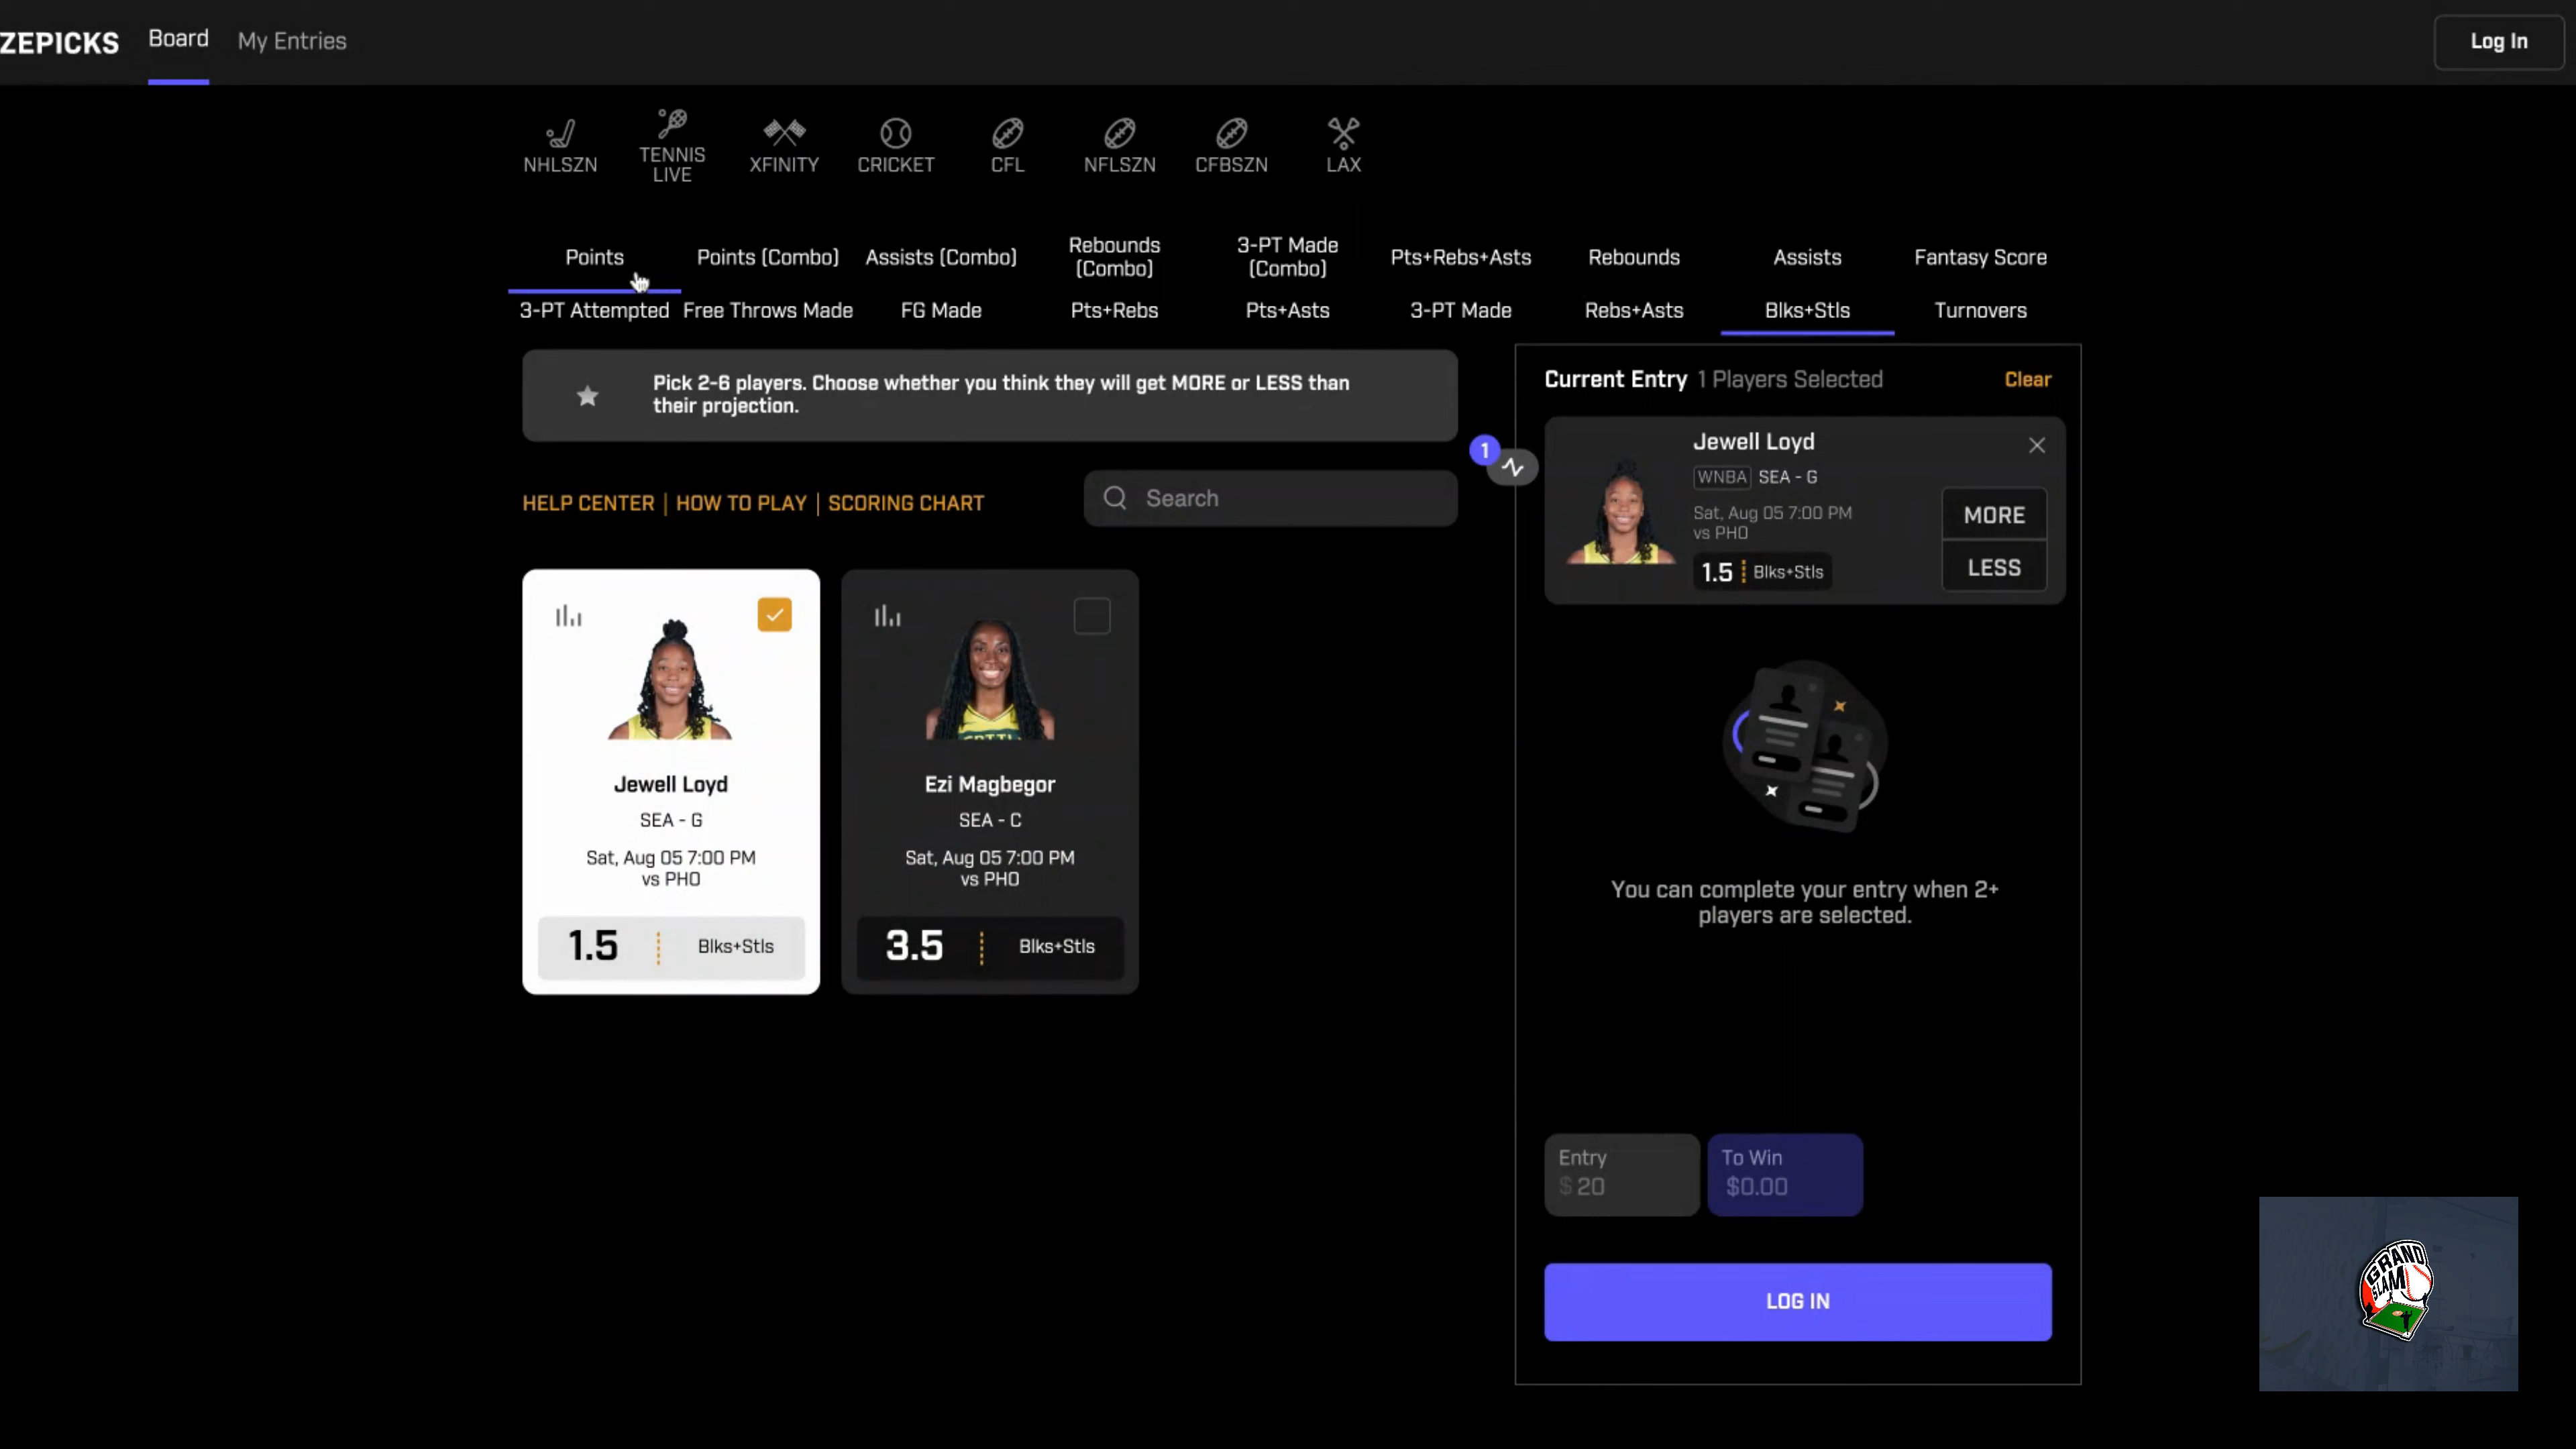 ZEPICKS
Board
My Entries
Log In
NHLSZN
TENNIS
LIVE
XFINITY
CRICKET
CFL
NFLSZN
CFBSZN
LAX
Points
Points (Combo)
Assists (Combo)
Rebounds
(Combo)
3-PT Made
(Combo)
Pts+Rebs+Asts
Rebounds
Assists
Fantasy Score
3-PT Attempted
Free Throws Made
FG Made
Pts+Rebs
Pts+Asts
3-PT Made
Rebs+Asts
Blks+Stls
Turnovers
Pick 2-6 players. Choose whether you think they will get MORE or LESS than
their projection.
HELP CENTER | HOW TO PLAY | SCORING CHART
Search
Jewell Loyd
SEA - G
Sat, Aug 05 7:00 PM
vs PHO
1.5
Blks+Stls
SEATTLE
Ezi Magbegor
SEA - C
Sat, Aug 05 7:00 PM
vs PHO
3.5
Blks+Stls
Current Entry 1 Players Selected
Clear
1
Jewell Loyd
WNBA SEA - G
Sat, Aug 05 7:00 PM
vs PHO
1.5 Blks+Stls
MORE
LESS
You can complete your entry when 2+
players are selected.
Entry
$ 20
To Win
$0.00
LOG IN
GRAND
SLAM